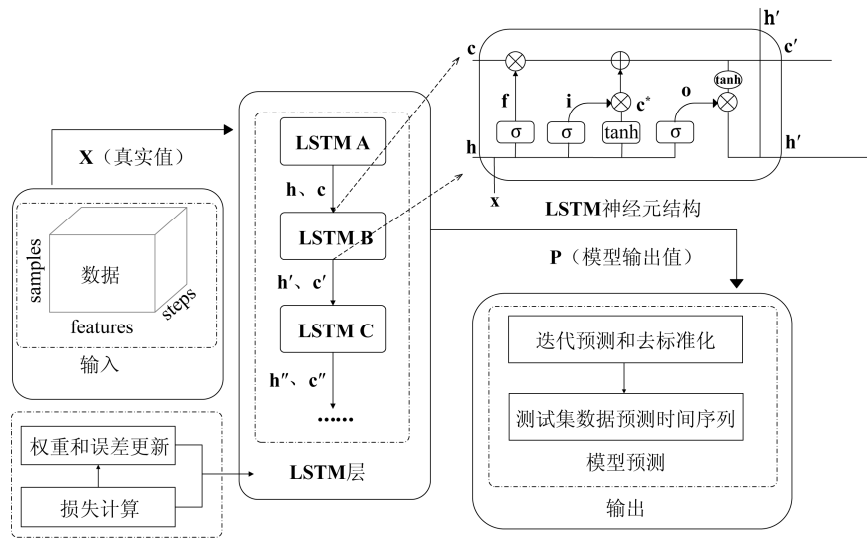 X（真实值）
samples
数据
features
steps
输入
权重和误差更新
损失计算
LSTM A
h、c
LSTM B
h′、c′
LSTM C
h″、c″
……
LSTM层
h′
c
c′
tanh
f
i
c*
o
σ
σ
tanh
σ
h
h′
x
LSTM神经元结构
P（模型输出值）
迭代预测和去标准化
测试集数据预测时间序列
模型预测
输出